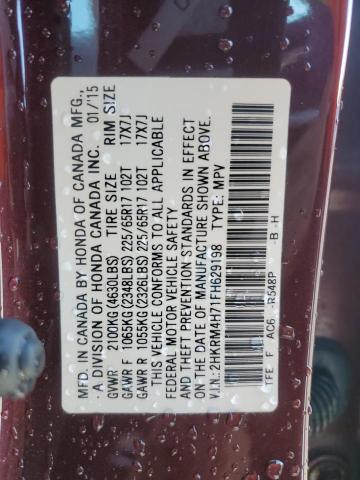 MFD. IN CANADA BY HONDA OF CANADA MFG.,
A DIVISION OF HONDA CANADA INC. 01/15
GVWR 2100KG(4630LBS) TIRE SIZE RIM SIZE
GAWR F 1065KG(2348LBS)225/65R17 102T 17X7J
GAWR R 1055KG(2326LBS)225/65R17 102T 17X7J
THIS VEHICLE CONFORMS TO ALL APPLICABLE
FEDERAL MOTOR VEHICLE SAFETY
AND THEFT PREVENTION STANDARDS IN EFFECT
ON THE DATE OF MANUFACTURE SHOWN ABOVE.
V.I.N.: 2HKRM4H71FH629198 TYPE: MPV
TFE F AC6 -R548P -B-H